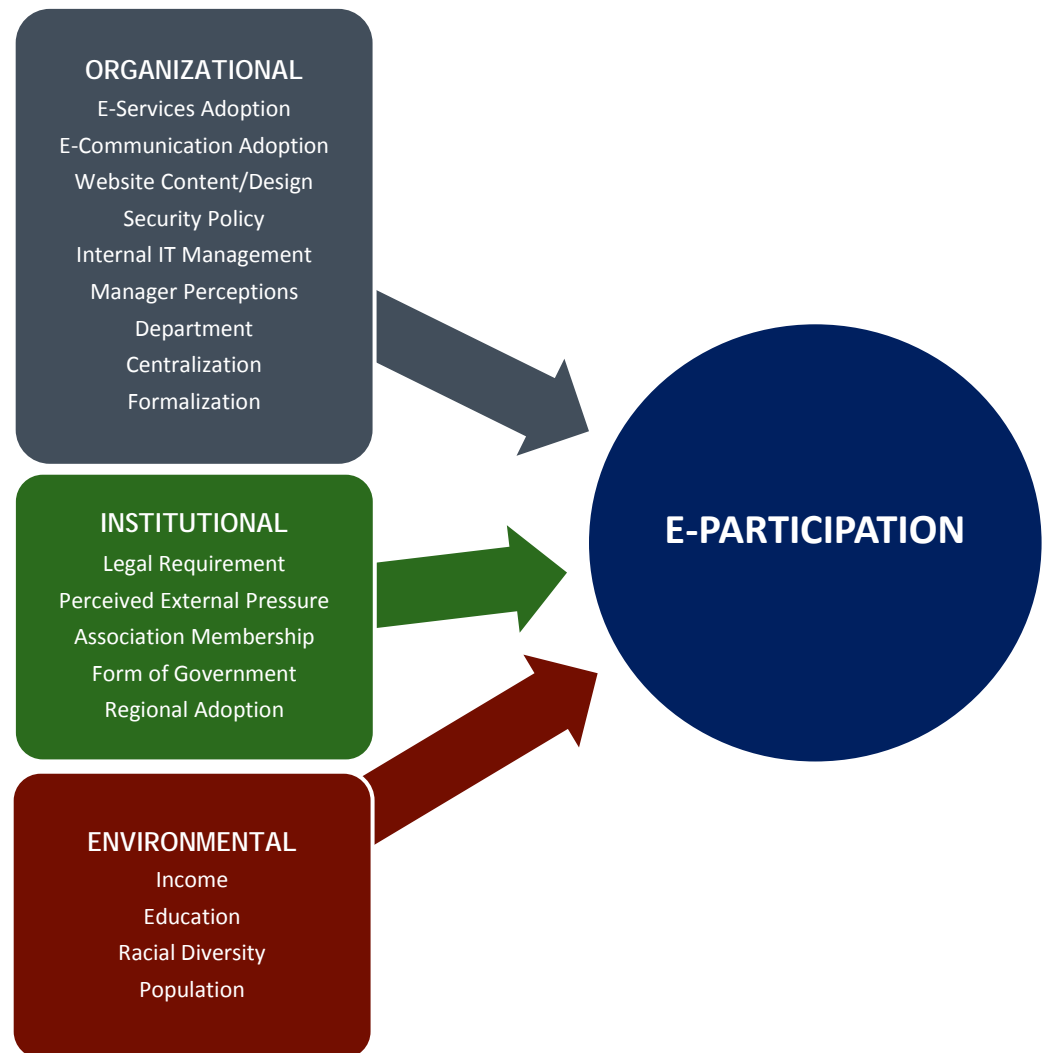 ORGANIZATIONAL
E-Services Adoption
E-Communication Adoption
Website Content/Design
Security Policy
Internal IT Management
Manager Perceptions
Department
Centralization
Formalization
INSTITUTIONAL
Legal Requirement
Perceived External Pressure
Association Membership
Form of Government
Regional Adoption
ENVIRONMENTAL
Income
Education
Racial Diversity
Population
E-PARTICIPATION